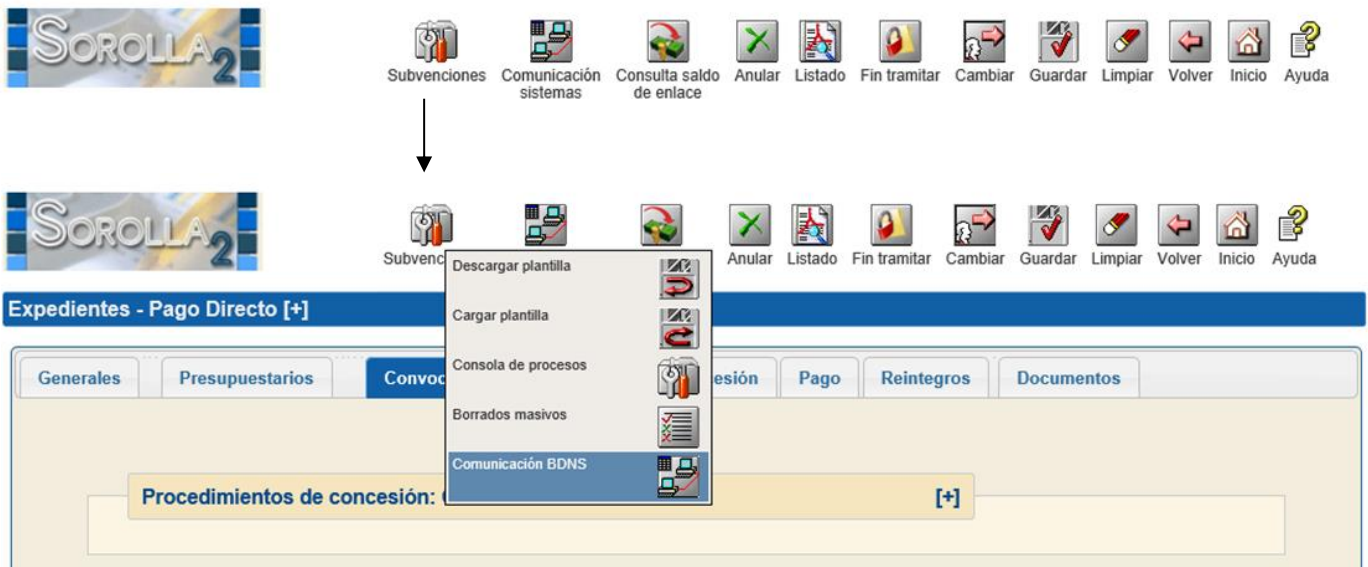 SOROLLA2
Subvenciones Comunicación sistemas Consulta saldo de enlace Anular Listado Fin tramitar Cambiar Guardar Limpiar Volver Inicio Ayuda
SOROLLA2
Subvenc Anular Listado Fin tramitar Cambiar Guardar Limpiar Volver Inicio Ayuda
Descargar plantilla
Expedientes - Pago Directo [+]
Cargar plantilla
Consola de procesos
Generales Presupuestarios Convoc esión Pago Reintegros Documentos
Borrados masivos
Comunicación BDNS
Procedimientos de concesión: [+]